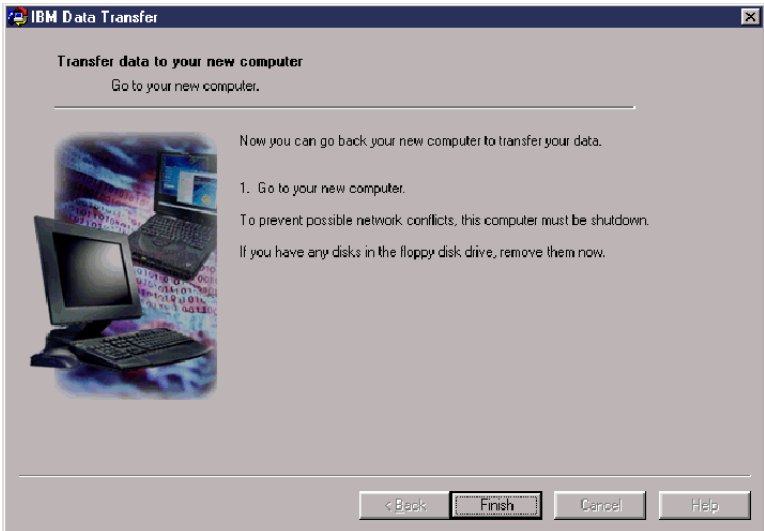 IBM Data Transfer
Transfer data to your new computer
Go to your new computer.
Now you can go back your new computer to transfer your data.
1. Go to your new computer.
To prevent possible network conflicts, this computer must be shutdown.
If you have any disks in the floppy disk drive, remove them now.
< Back Finish Cancel Help